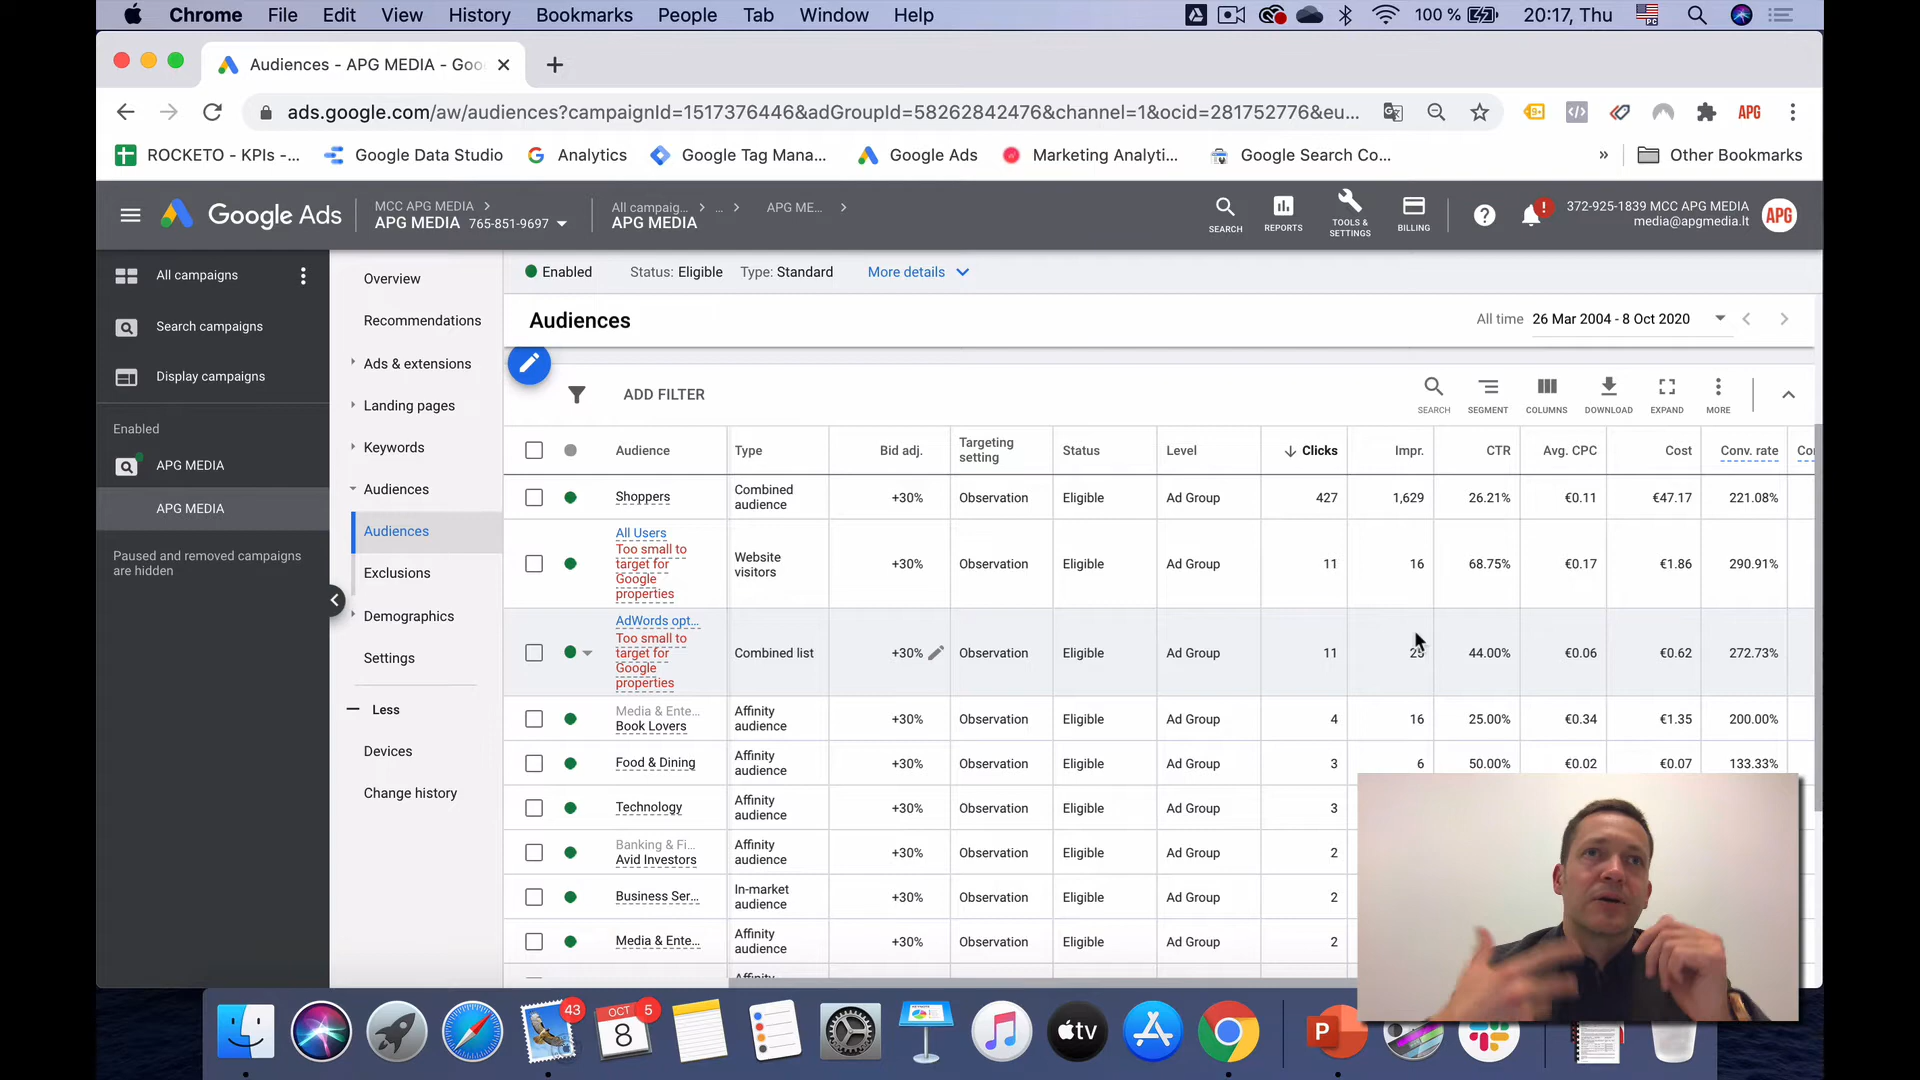 Chrome File Edit View History Bookmarks People Tab Window Help 100 % 20:17, Thu
Audiences - APG MEDIA - Goo
ads.google.com/aw/audiences?campaignId=1517376446&adGroupId=58262842476&channel=1&ocid=281752776&eu...
ROCKETO - KPIs -... Google Data Studio Analytics Google Tag Mana... Google Ads Marketing Analyti... Google Search Co... » Other Bookmarks
Google Ads
MCC APG MEDIA
APG MEDIA 765-851-9697
All campaig... > ... > APG ME... >
APG MEDIA
SEARCH
REPORTS
TOOLS & SETTINGS
BILLING
372-925-1839 MCC APG MEDIA
media@apgmedia.lt
APG
All campaigns
Search campaigns
Display campaigns
Enabled
APG MEDIA
APG MEDIA
Paused and removed campaigns
are hidden
Overview
Recommendations
Ads & extensions
Landing pages
Keywords
Audiences
Audiences
Exclusions
Demographics
Settings
Less
Devices
Change history
Enabled Status: Eligible Type: Standard More details
Audiences
All time 26 Mar 2004 - 8 Oct 2020
ADD FILTER
SEARCH SEGMENT COLUMNS DOWNLOAD EXPAND MORE
Audience Type Bid adj. Targeting setting Status Level Clicks Impr. CTR Avg. CPC Cost Conv. rate Co
Shoppers Combined audience +30% Observation Eligible Ad Group 427 1,629 26.21% €0.11 €47.17 221.08%
All Users
Too small to
target for
Google
properties
Website visitors +30% Observation Eligible Ad Group 11 16 68.75% €0.17 €1.86 290.91%
AdWords opt...
Too small to
target for
Google
properties
Combined list +30% Observation Eligible Ad Group 11 44.00% €0.06 €0.62 272.73%
Media & Ente...
Book Lovers Affinity audience +30% Observation Eligible Ad Group 4 16 25.00% €0.34 €1.35 200.00%
Food & Dining Affinity audience +30% Observation Eligible Ad Group 3 6 50.00% €0.02 €0.07 133.33%
Technology Affinity audience +30% Observation Eligible Ad Group 3
Banking & Fi...
Avid Investors Affinity audience +30% Observation Eligible Ad Group 2
Business Ser... In-market audience +30% Observation Eligible Ad Group 2
Media & Ente... Affinity audience +30% Observation Eligible Ad Group 2
Affinity
43
OCT 5
8
tv
P